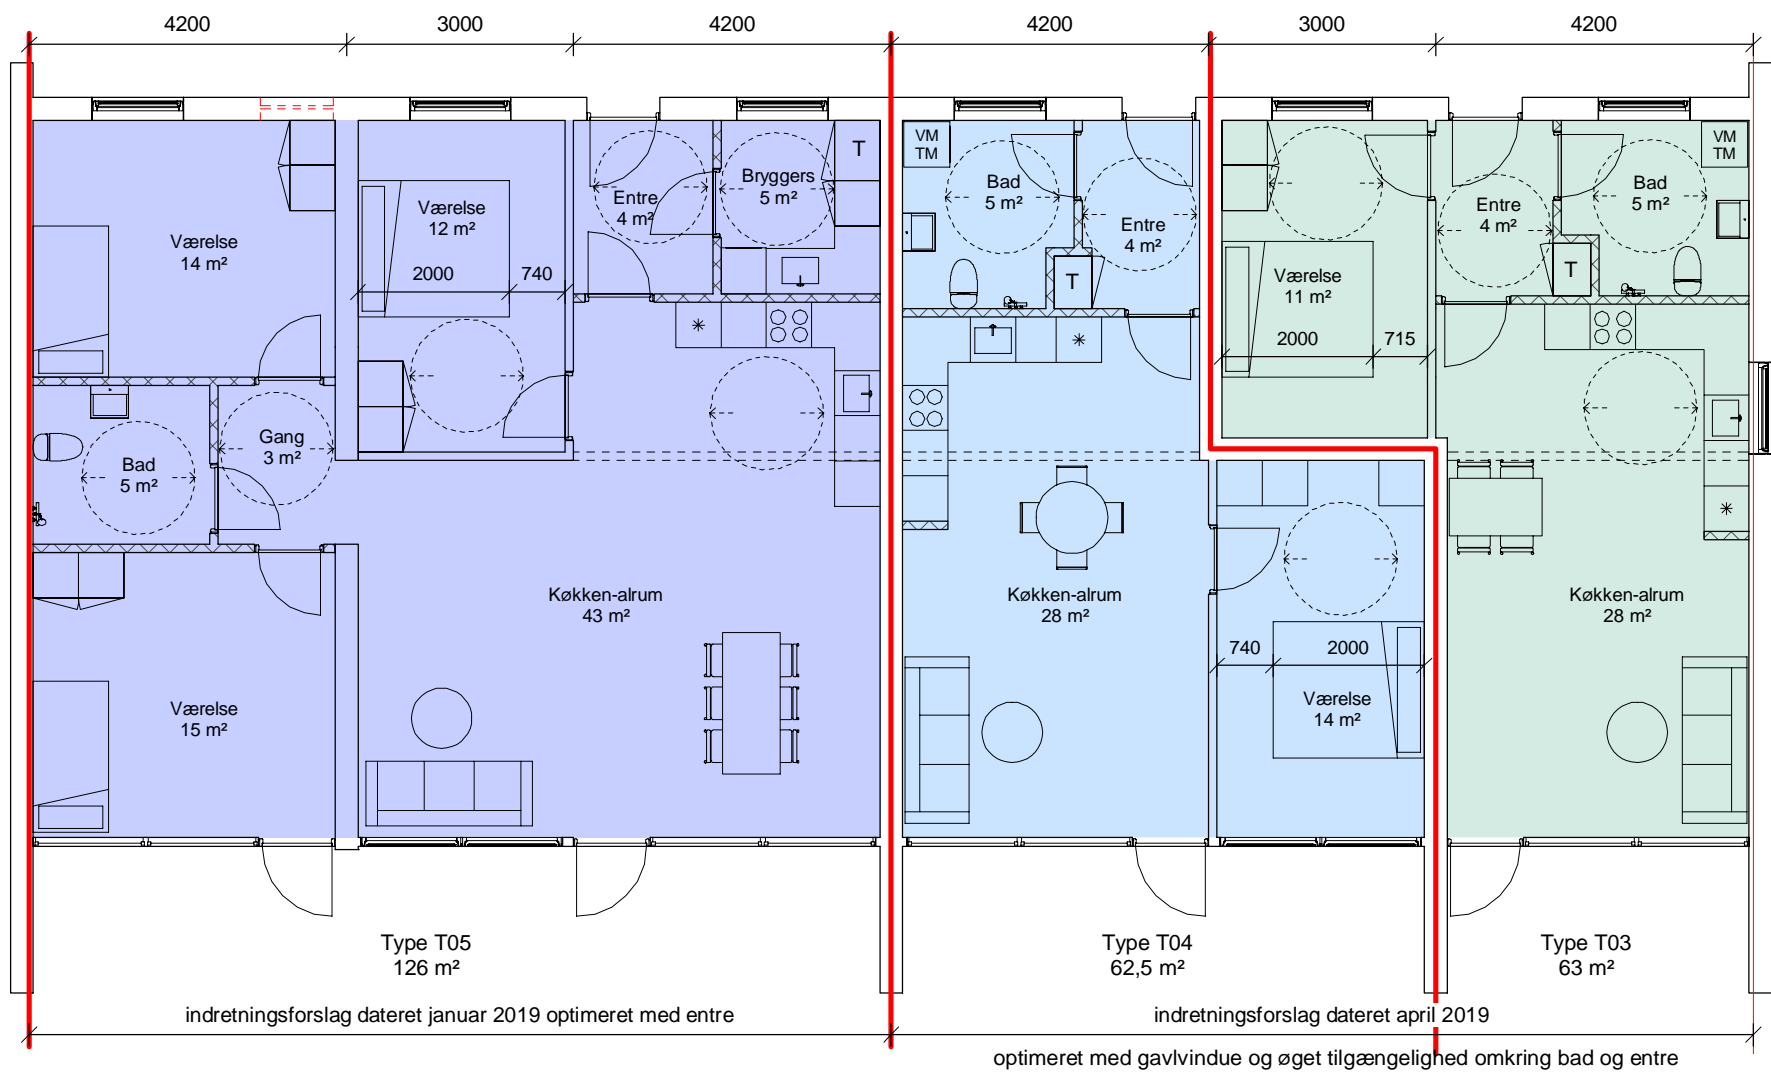 4200
3000
4200
4200
3000
4200
Værelse
14 m²
Værelse
12 m²
2000
740
Entre
4 m²
Bryggers
5 m²
T
Gang
3 m²
Bad
5 m²
Værelse
15 m²
Køkken-alrum
43 m²
VM
TM
Bad
5 m²
Entre
4 m²
T
Køkken-alrum
28 m²
740
2000
Værelse
14 m²
Værelse
11 m²
2000
715
Entre
4 m²
T
Bad
5 m²
VM
TM
Køkken-alrum
28 m²
Type T05
126 m²
Type T04
62,5 m²
Type T03
63 m²
indretningsforslag dateret januar 2019 optimeret med entre
indretningsforslag dateret april 2019
optimeret med gavlvindue og øget tilgængelighed omkring bad og entre